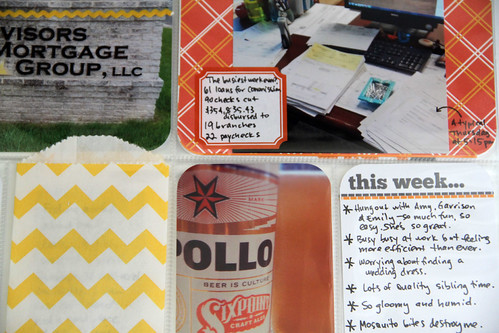 VISORS
MORTGAGE
GROUP, LLC
The busiest week ever,
61 loans for Commission
90 checks cut
$354,835.43
disbursed to
19 branches
22 paychecks
A typical
Thursday
at 5:15 pm
POLLO
BEER IS CULTURE
SIXPOINT
CRAFT ALES
this week...
* Hung out with Amy, Garrison
& Emily - so much fun, so
easy. She's so great.
* Busy busy at work but feeling
more efficient than ever.
* Worrying about finding a
wedding dress.
* Lots of quality sibling time.
* So gloomy and humid.
* Mosquito bites destroy me.